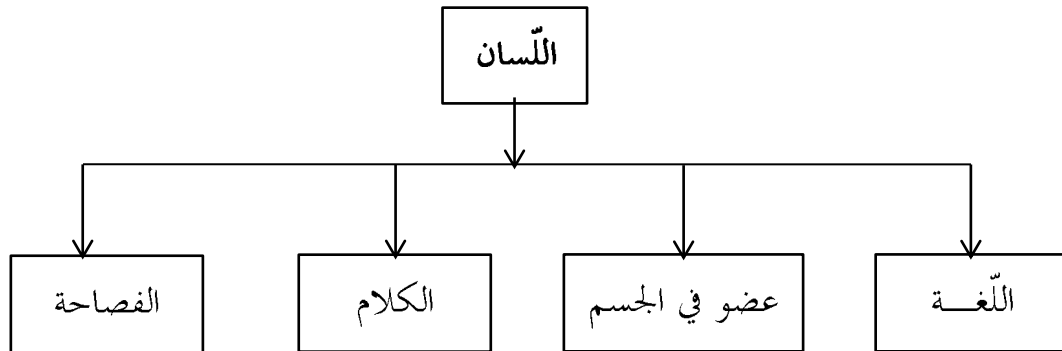 اللّسان
اللّغـــة
عضو في الجسم
الكلام
الفصاحة